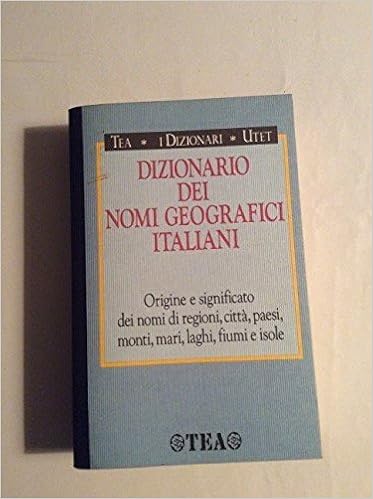 TEA * I DIZIONARI * UTET
DIZIONARIO
DEI
NOMI GEOGRAFICI
ITALIANI
Origine e significato
dei nomi di regioni, città, paesi,
monti, mari, laghi, fiumi e isole
TEA